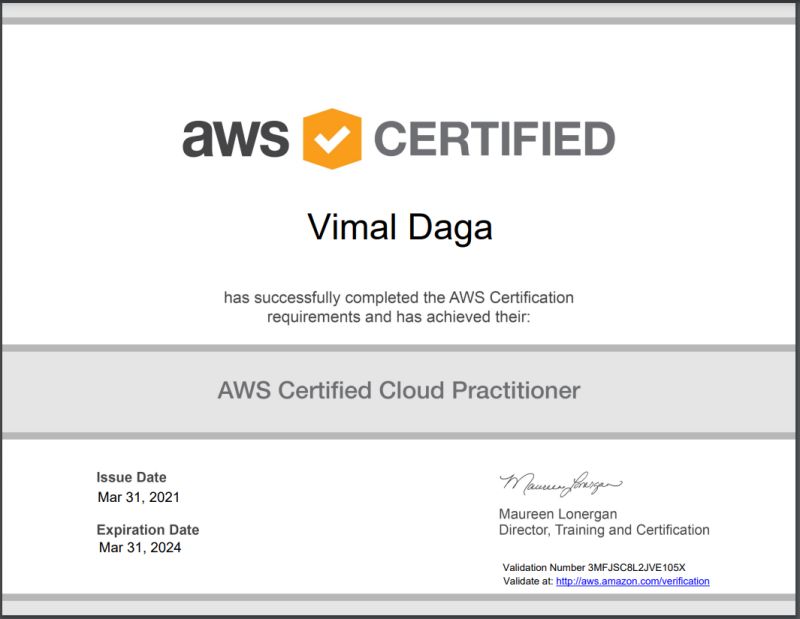 aws CERTIFIED
Vimal Daga
has successfully completed the AWS Certification
requirements and has achieved their:
AWS Certified Cloud Practitioner
Issue Date
Mar 31, 2021
Expiration Date
Mar 31, 2024
Maureen Lonergan
Maureen Lonergan
Director, Training and Certification
Validation Number 3MFJSC8L2JVE105X
Validate at: http://aws.amazon.com/verification